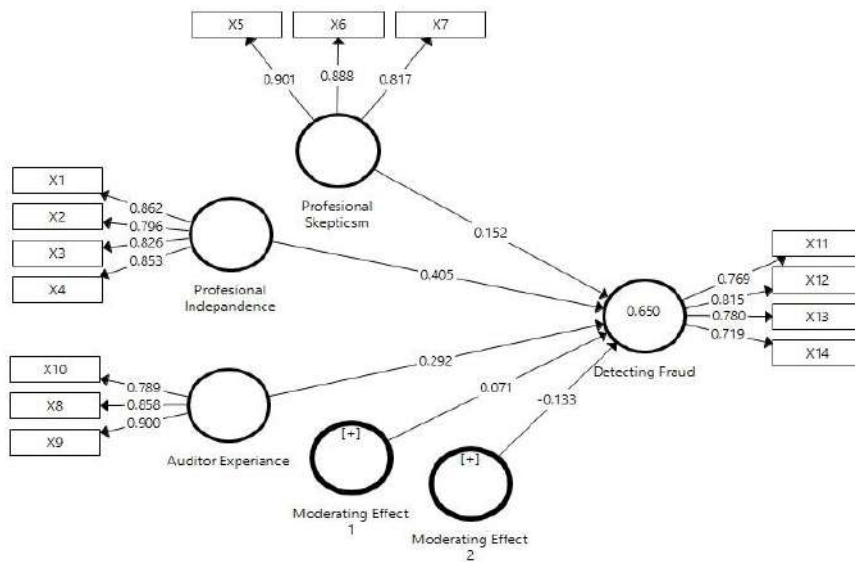 X5
X6
X7
0.901
0.888
0.817
X1
X2
X3
X4
0.862
0.796
0.826
0.853
Profesional
Skepticsm
0.152
Profesional
Indepandence
0.405
X11
X12
X13
X14
0.769
0.815
0.780
0.719
0.650
Detecting Fraud
X10
X8
X9
0.789
0.858
0.900
Auditor Experiance
0.292
0.071
-0.133
[+]
Moderating Effect
1
[+]
Moderating Effect
2